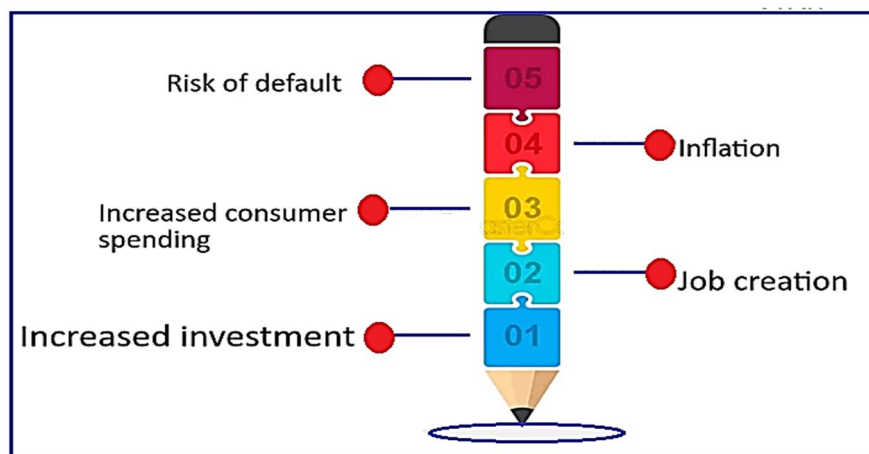 05
Risk of default
04
Inflation
03
Increased consumer
spending
02
Job creation
01
Increased investment